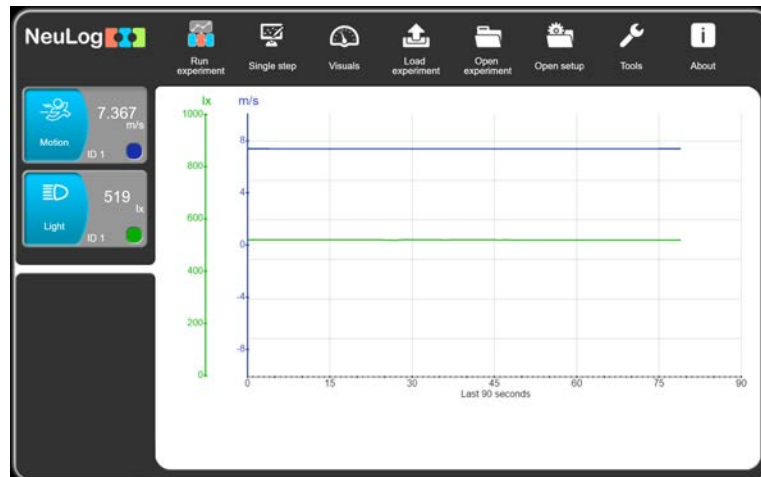 NeuLog
Run experiment
Single step
Visuals
Load experiment
Open experiment
Open setup
Tools
About
7.367
m/s
Motion
ID 1
519
lx
Light
ID 1
lx
m/s
1000
800
600
400
200
0
8
4
0
-4
-8
0 15 30 45 60 75 90
Last 90 seconds